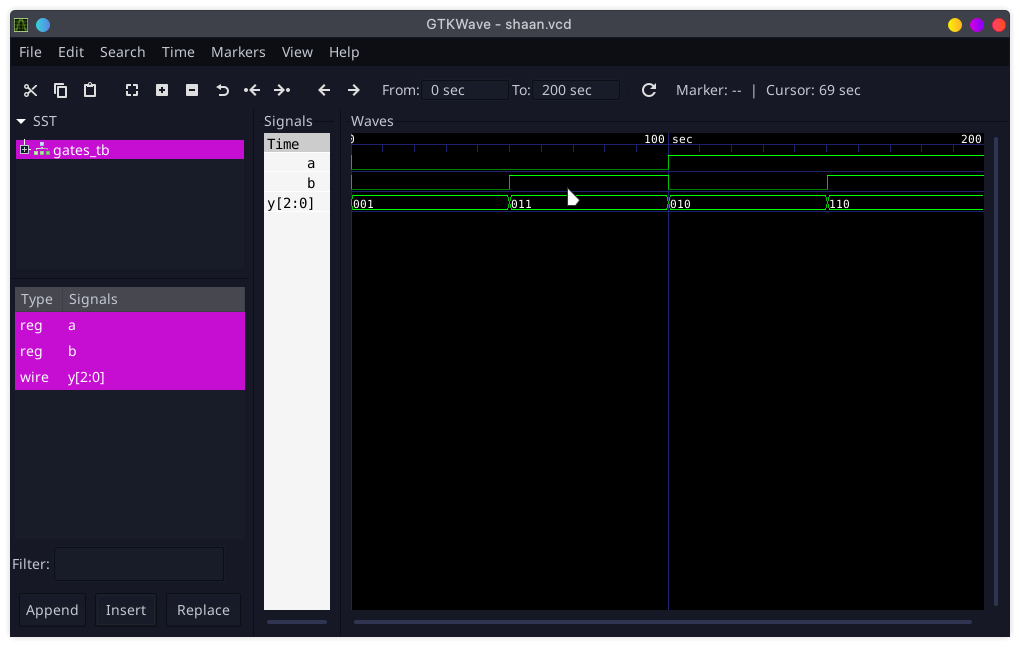 GTKWave - shaan.vcd
File Edit Search Time Markers View Help
From: 0 sec To: 200 sec Marker: -- | Cursor: 69 sec
SST
gates_tb
Type Signals
reg a
reg b
wire y[2:0]
Filter:
Append Insert Replace
Signals
Time
a
b
y[2:0]
Waves
0 100 sec 200
001 011 010 110